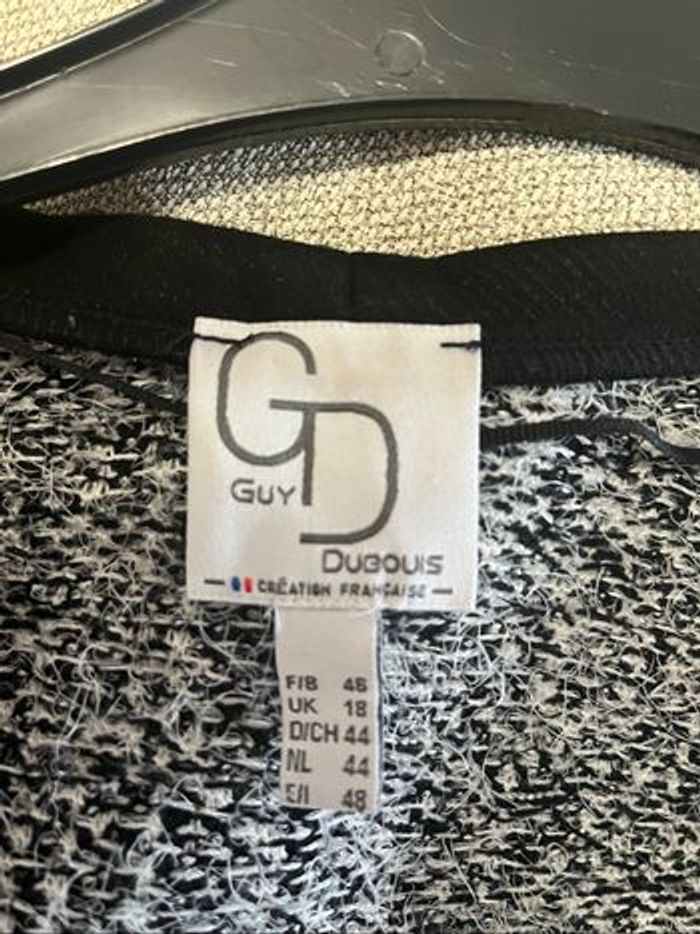 GD
GUY
DUBOUIS
CRÉATION FRANÇAISE
F/B 46
UK 18
D/CH 44
NL 44
E/I 48